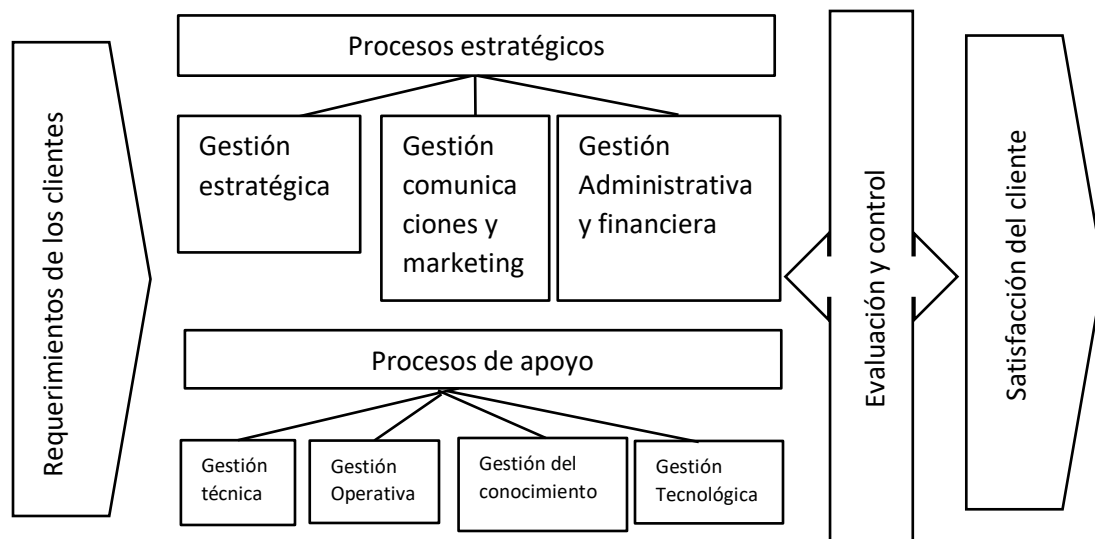 Requerimientos de los clientes
Procesos estratégicos
Gestión
estratégica
Gestión
comunica
ciones y
marketing
Gestión
Administrativa
y financiera
Procesos de apoyo
Gestión
técnica
Gestión
Operativa
Gestión del
conocimiento
Gestión
Tecnológica
Evaluación y control
Satisfacción del cliente